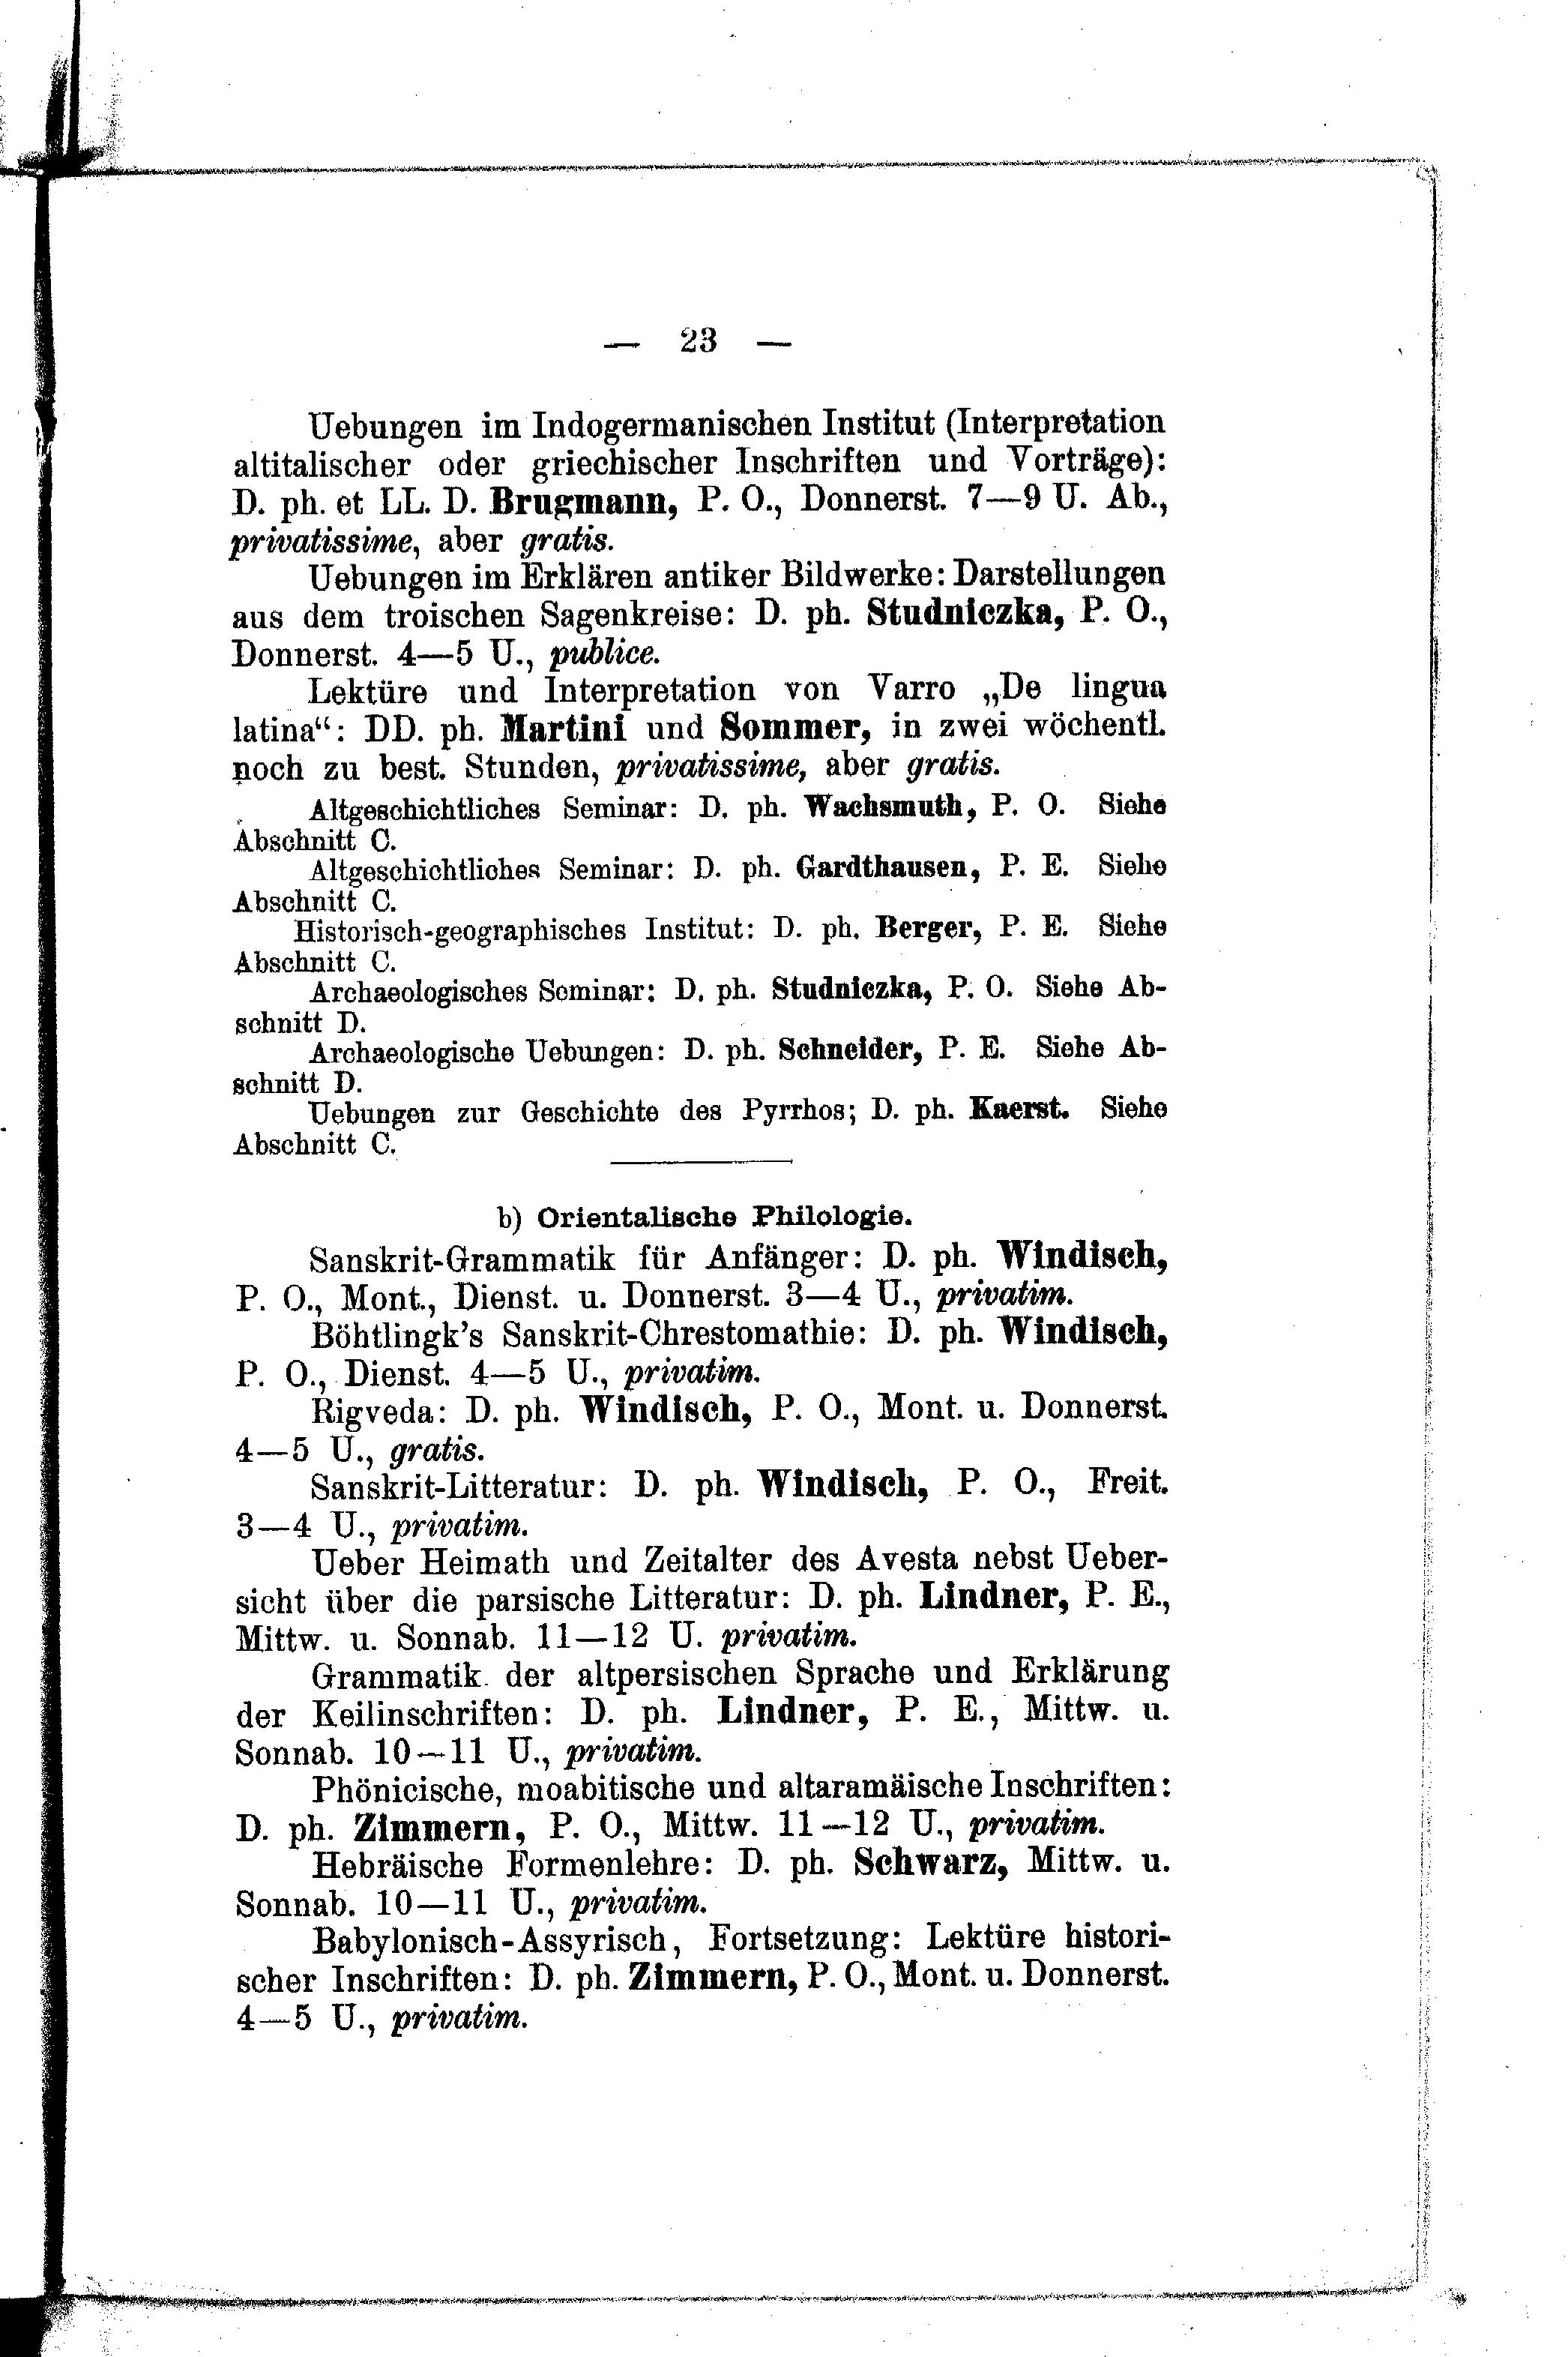 — 23 —
Uebungen im Indogermanischen Institut (Interpretation
altitalischer oder griechischer Inschriften und Vorträge):
D. ph. et LL. D. Brugmann, P. O., Donnerst. 7—9 U. Ab.,
privatissime, aber gratis.
Uebungen im Erklären antiker Bildwerke: Darstellungen
aus dem troischen Sagenkreise: D. ph. Studniczka, P. O.,
Donnerst. 4—5 U., publice.
Lektüre und Interpretation von Varro „De lingua
latina“: DD. ph. Martini und Sommer, in zwei wöchentl.
noch zu best. Stunden, privatissime, aber gratis.
Altgeschichtliches Seminar: D. ph. Wachsmuth, P. O. Siehe
Abschnitt C.
Altgeschichtliches Seminar: D. ph. Gardthausen, P. E. Siehe
Abschnitt C.
Historisch-geographisches Institut: D. ph. Berger, P. E. Siehe
Abschnitt C.
Archaeologisches Seminar: D. ph. Studniczka, P. O. Siehe Ab-
schnitt D.
Archaeologische Uebungen: D. ph. Schneider, P. E. Siehe Ab-
schnitt D.
Uebungen zur Geschichte des Pyrrhos; D. ph. Kaerst. Siehe
Abschnitt C.
b) Orientalische Philologie.
Sanskrit-Grammatik für Anfänger: D. ph. Windisch,
P. O., Mont., Dienst. u. Donnerst. 3—4 U., privatim.
Böhtlingk's Sanskrit-Chrestomathie: D. ph. Windisch,
P. O., Dienst. 4—5 U., privatim.
Rigveda: D. ph. Windisch, P. O., Mont. u. Donnerst.
4—5 U., gratis.
Sanskrit-Litteratur: D. ph. Windisch, P. O., Freit.
3—4 U., privatim.
Ueber Heimath und Zeitalter des Avesta nebst Ueber-
sicht über die parsische Litteratur: D. ph. Lindner, P. E.,
Mittw. u. Sonnab. 11—12 U. privatim.
Grammatik der altpersischen Sprache und Erklärung
der Keilinschriften: D. ph. Lindner, P. E., Mittw. u.
Sonnab. 10—11 U., privatim.
Phönicische, moabitische und altaramäische Inschriften:
D. ph. Zimmern, P. O., Mittw. 11—12 U., privatim.
Hebräische Formenlehre: D. ph. Schwarz, Mittw. u.
Sonnab. 10—11 U., privatim.
Babylonisch-Assyrisch, Fortsetzung: Lektüre histori-
scher Inschriften: D. ph. Zimmern, P. O., Mont. u. Donnerst.
4—5 U., privatim.